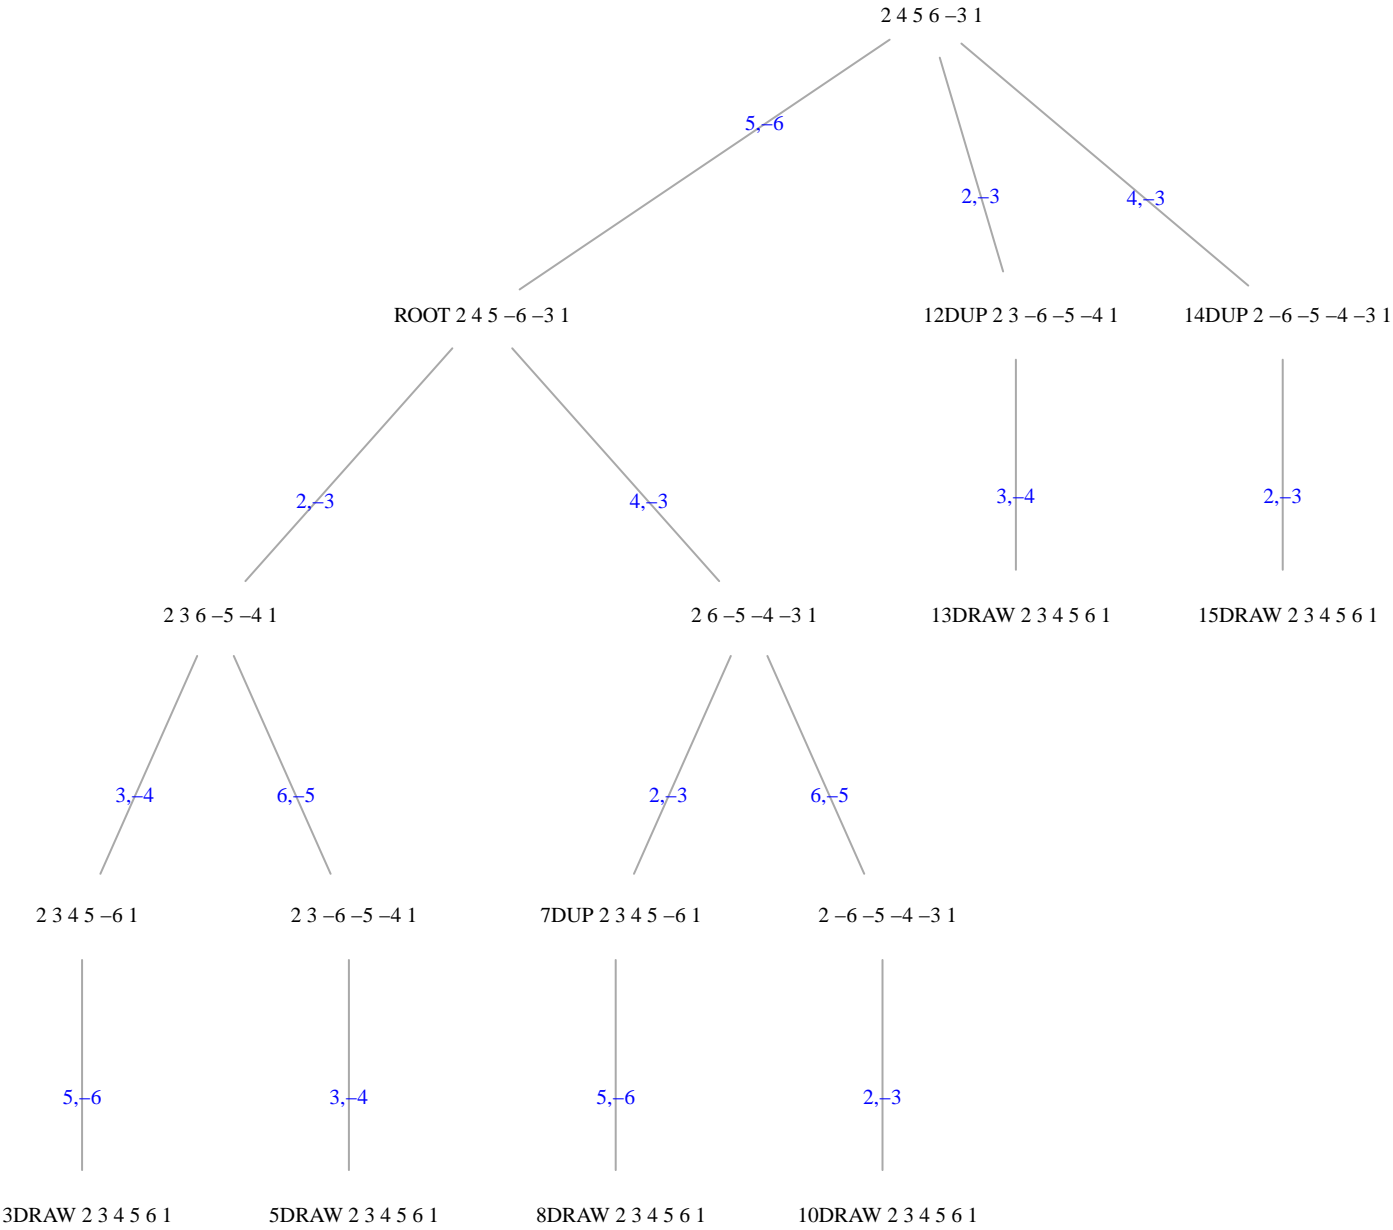 2 4 5 6 –3 1
5,–6
2,–3
4,–3
ROOT 2 4 5 –6 –3 1
12DUP 2 3 –6 –5 –4 1
14DUP 2 –6 –5 –4 –3 1
2,–3
4,–3
3,–4
2,–3
2 3 6 –5 –4 1
2 6 –5 –4 –3 1
13DRAW 2 3 4 5 6 1
15DRAW 2 3 4 5 6 1
3,–4
6,–5
2,–3
6,–5
2 3 4 5 –6 1
2 3 –6 –5 –4 1
7DUP 2 3 4 5 –6 1
2 –6 –5 –4 –3 1
5,–6
3,–4
5,–6
2,–3
3DRAW 2 3 4 5 6 1
5DRAW 2 3 4 5 6 1
8DRAW 2 3 4 5 6 1
10DRAW 2 3 4 5 6 1